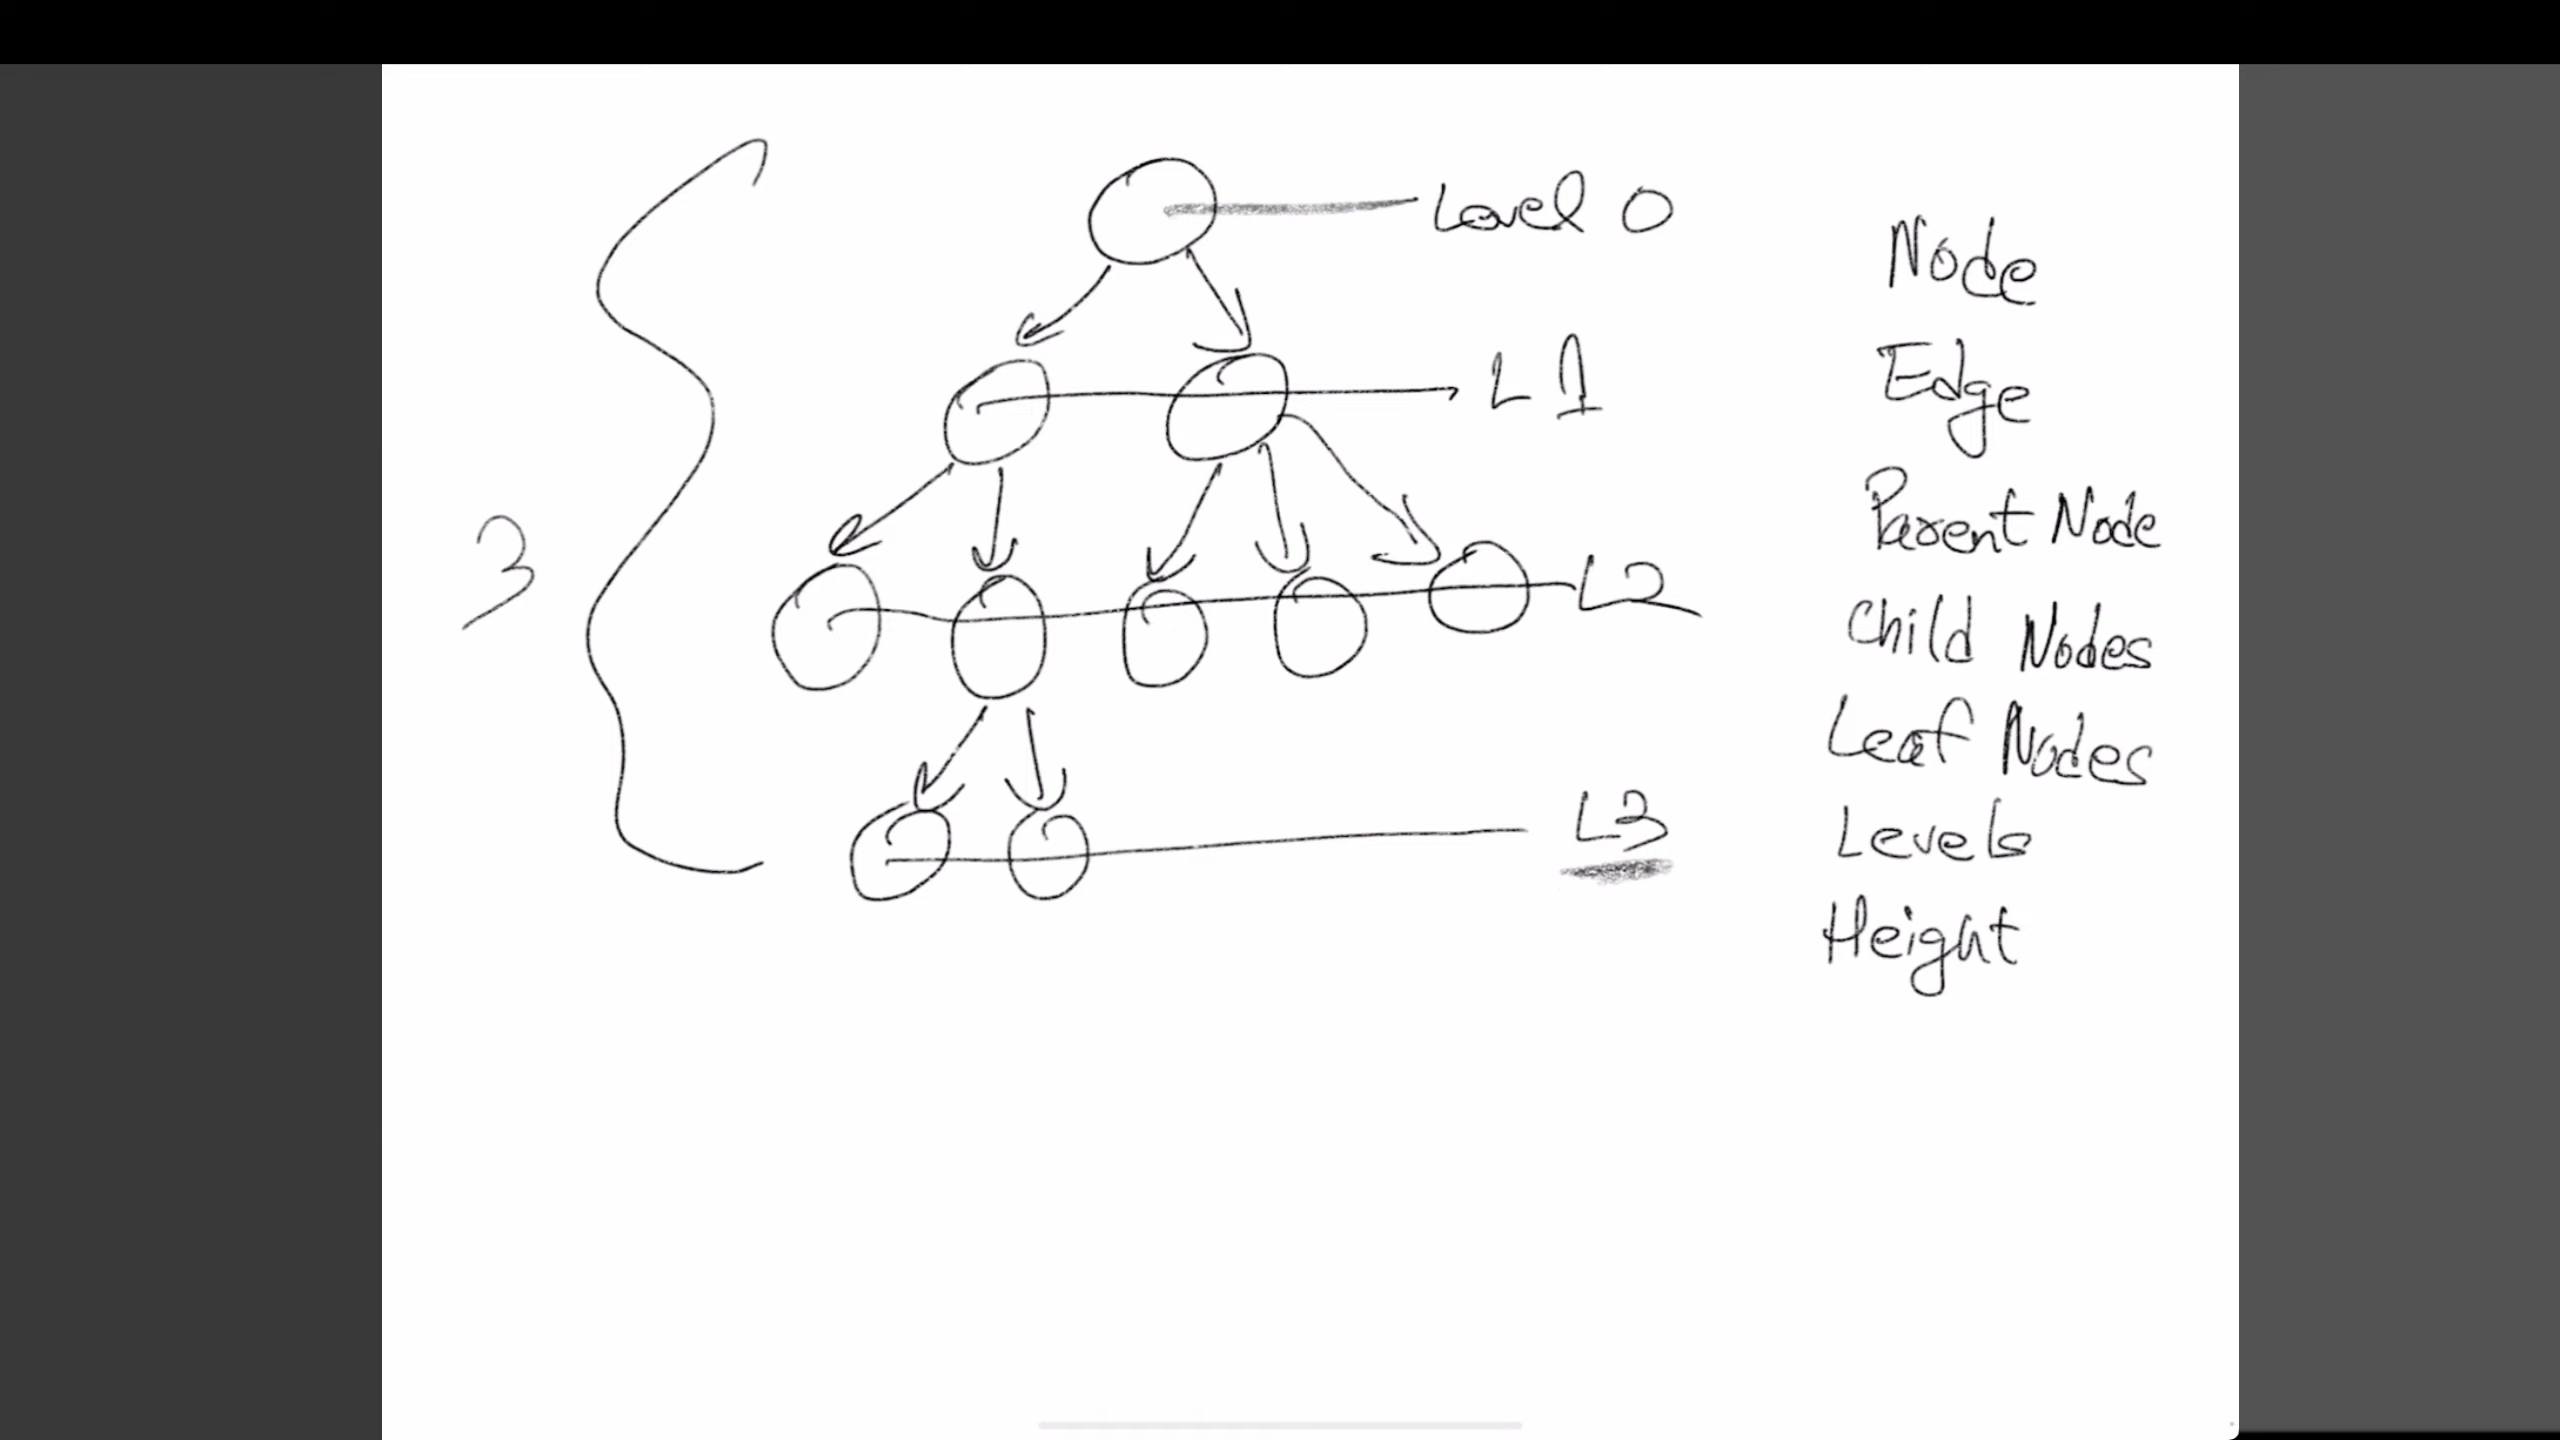 Level 0
L 1
L2
L3
3
Node
Edge
Parent Node
Child Nodes
Leaf Nodes
Levels
Height